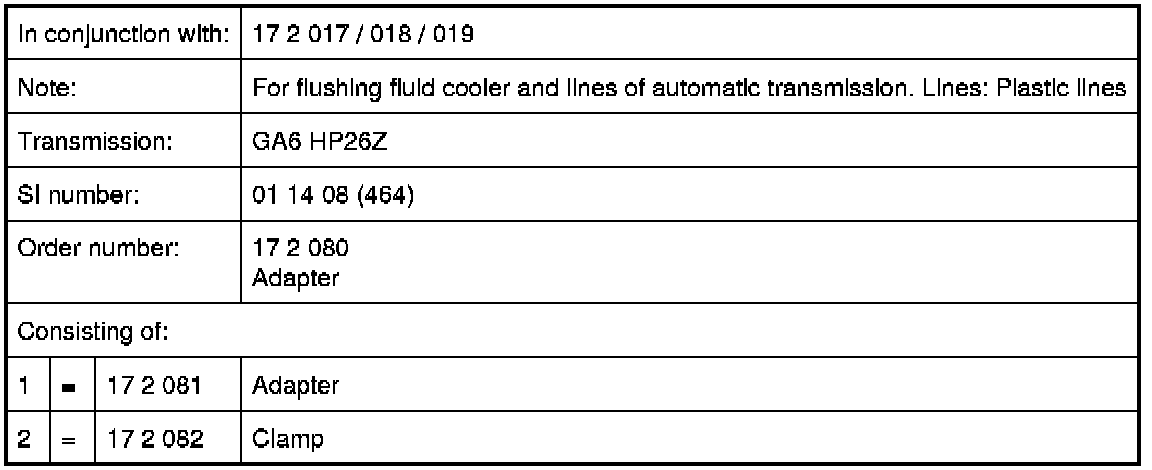 In conjunction with: 17 2 017 / 018 / 019
Note: For flushing fluid cooler and lines of automatic transmission. Lines: Plastic lines
Transmission: GA6 HP26Z
SI number: 01 14 08 (464)
Order number: 17 2 080
Adapter
Consisting of:
1 = 17 2 081 Adapter
2 = 17 2 082 Clamp